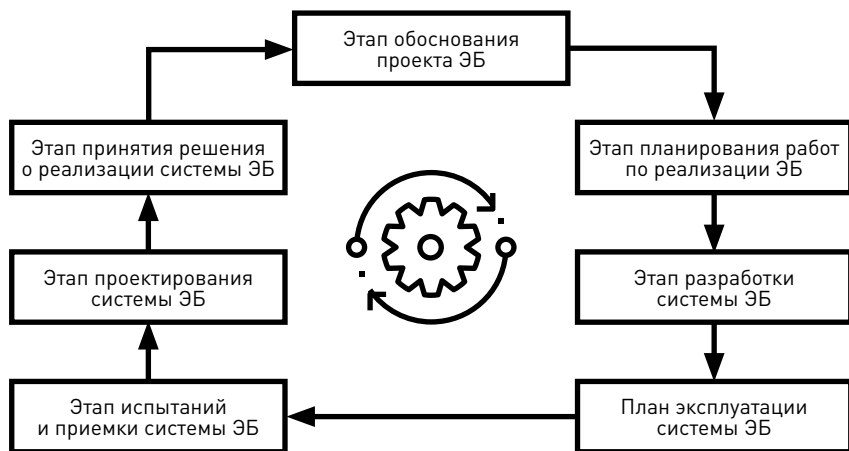 Этап обоснования
проекта ЭБ
Этап принятия решения
о реализации системы ЭБ
Этап планирования работ
по реализации ЭБ
Этап проектирования
системы ЭБ
Этап разработки
системы ЭБ
Этап испытаний
и приемки системы ЭБ
План эксплуатации
системы ЭБ